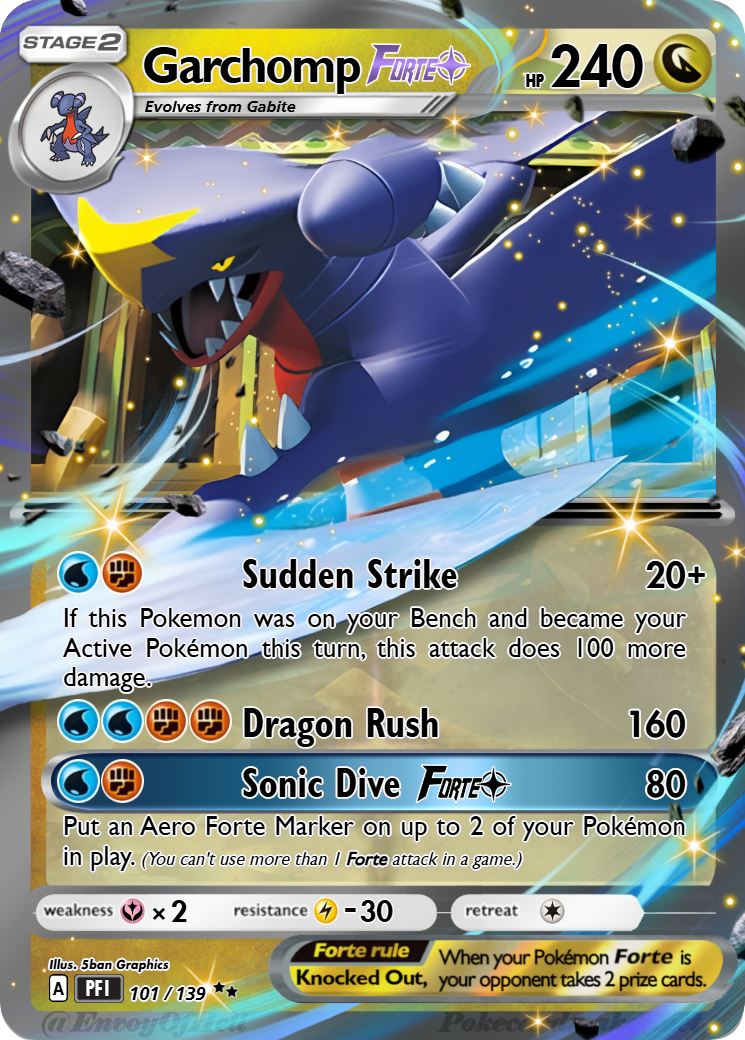 STAGE 2
Garchomp FORTE HP 240
Evolves from Gabite
Sudden Strike 20+
If this Pokemon was on your Bench and became your
Active Pokémon this turn, this attack does 100 more
damage.
Dragon Rush 160
Sonic Dive FORTE 80
Put an Aero Forte Marker on up to 2 of your Pokémon
in play. (You can't use more than 1 Forte attack in a game.)
weakness × 2 resistance -30 retreat
Illus. 5ban Graphics
A PFI 101 / 139
Forte rule When your Pokémon Forte is
Knocked Out, your opponent takes 2 prize cards.